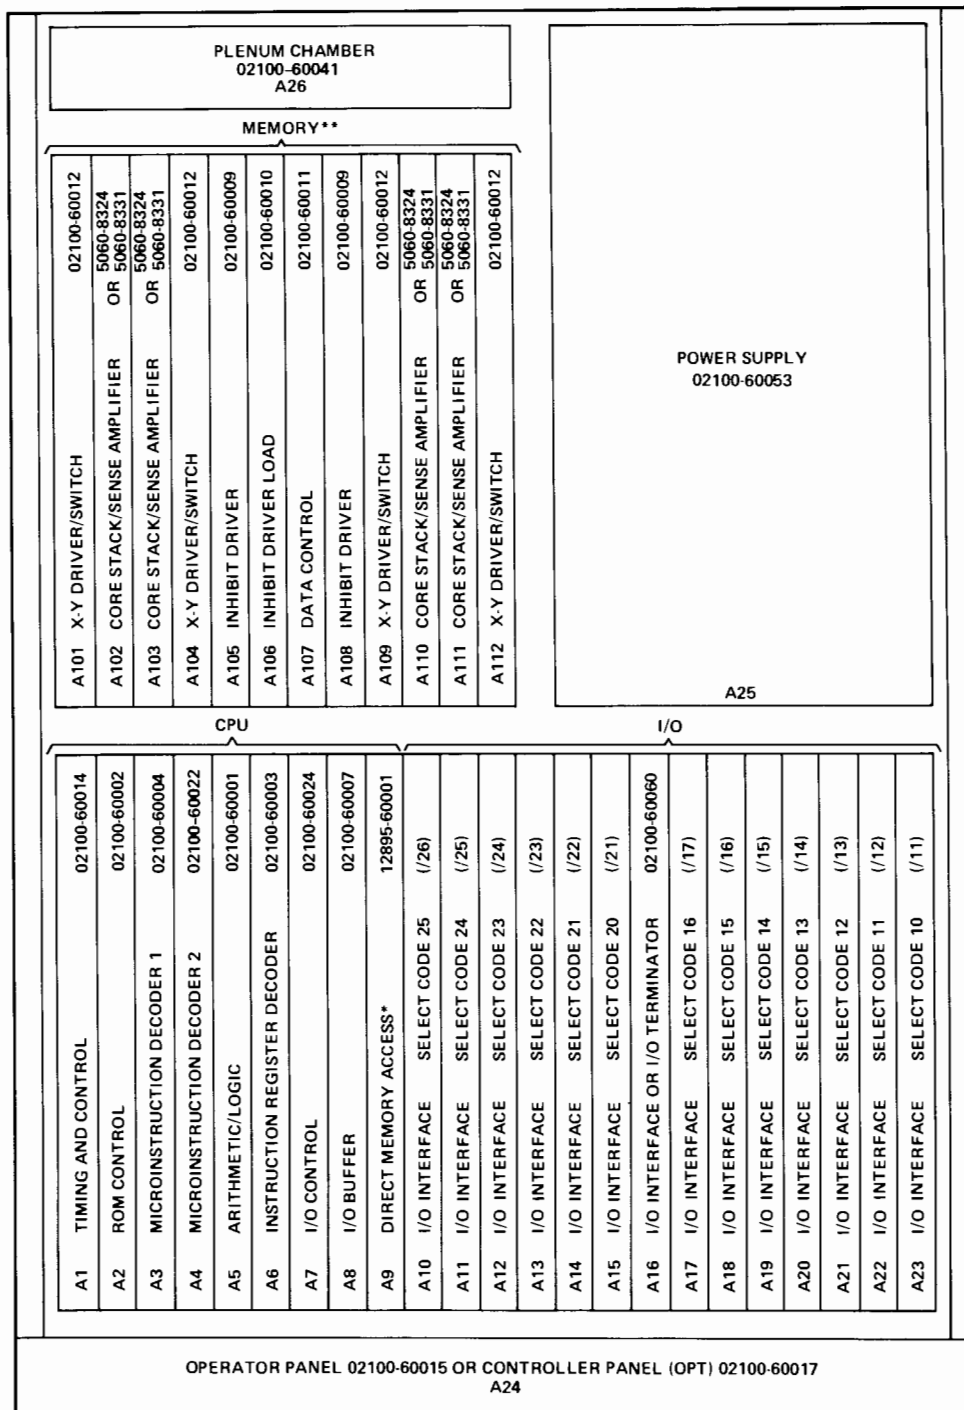 PLENUM CHAMBER
02100-60041
A26
MEMORY**
A101 X-Y DRIVER/SWITCH 02100-60012
A102 CORE STACK/SENSE AMPLIFIER OR 5060-8324
5060-8331
A103 CORE STACK/SENSE AMPLIFIER OR 5060-8324
5060-8331
A104 X-Y DRIVER/SWITCH 02100-60012
A105 INHIBIT DRIVER 02100-60009
A106 INHIBIT DRIVER LOAD 02100-60010
A107 DATA CONTROL 02100-60011
A108 INHIBIT DRIVER 02100-60009
A109 X-Y DRIVER/SWITCH 02100-60012
A110 CORE STACK/SENSE AMPLIFIER OR 5060-8324
5060-8331
A111 CORE STACK/SENSE AMPLIFIER OR 5060-8324
5060-8331
A112 X-Y DRIVER/SWITCH 02100-60012
POWER SUPPLY
02100-60053
A25
CPU
A1 TIMING AND CONTROL 02100-60014
A2 ROM CONTROL 02100-60002
A3 MICROINSTRUCTION DECODER 1 02100-60004
A4 MICROINSTRUCTION DECODER 2 02100-60022
A5 ARITHMETIC/LOGIC 02100-60001
A6 INSTRUCTION REGISTER DECODER 02100-60003
A7 I/O CONTROL 02100-60024
A8 I/O BUFFER 02100-60007
A9 DIRECT MEMORY ACCESS* 12895-60001
I/O
A10 I/O INTERFACE SELECT CODE 25 (/26)
A11 I/O INTERFACE SELECT CODE 24 (/25)
A12 I/O INTERFACE SELECT CODE 23 (/24)
A13 I/O INTERFACE SELECT CODE 22 (/23)
A14 I/O INTERFACE SELECT CODE 21 (/22)
A15 I/O INTERFACE SELECT CODE 20 (/21)
A16 I/O INTERFACE OR I/O TERMINATOR 02100-60060
A17 I/O INTERFACE SELECT CODE 16 (/17)
A18 I/O INTERFACE SELECT CODE 15 (/16)
A19 I/O INTERFACE SELECT CODE 14 (/15)
A20 I/O INTERFACE SELECT CODE 13 (/14)
A21 I/O INTERFACE SELECT CODE 12 (/13)
A22 I/O INTERFACE SELECT CODE 11 (/12)
A23 I/O INTERFACE SELECT CODE 10 (/11)
OPERATOR PANEL 02100-60015 OR CONTROLLER PANEL (OPT) 02100-60017
A24